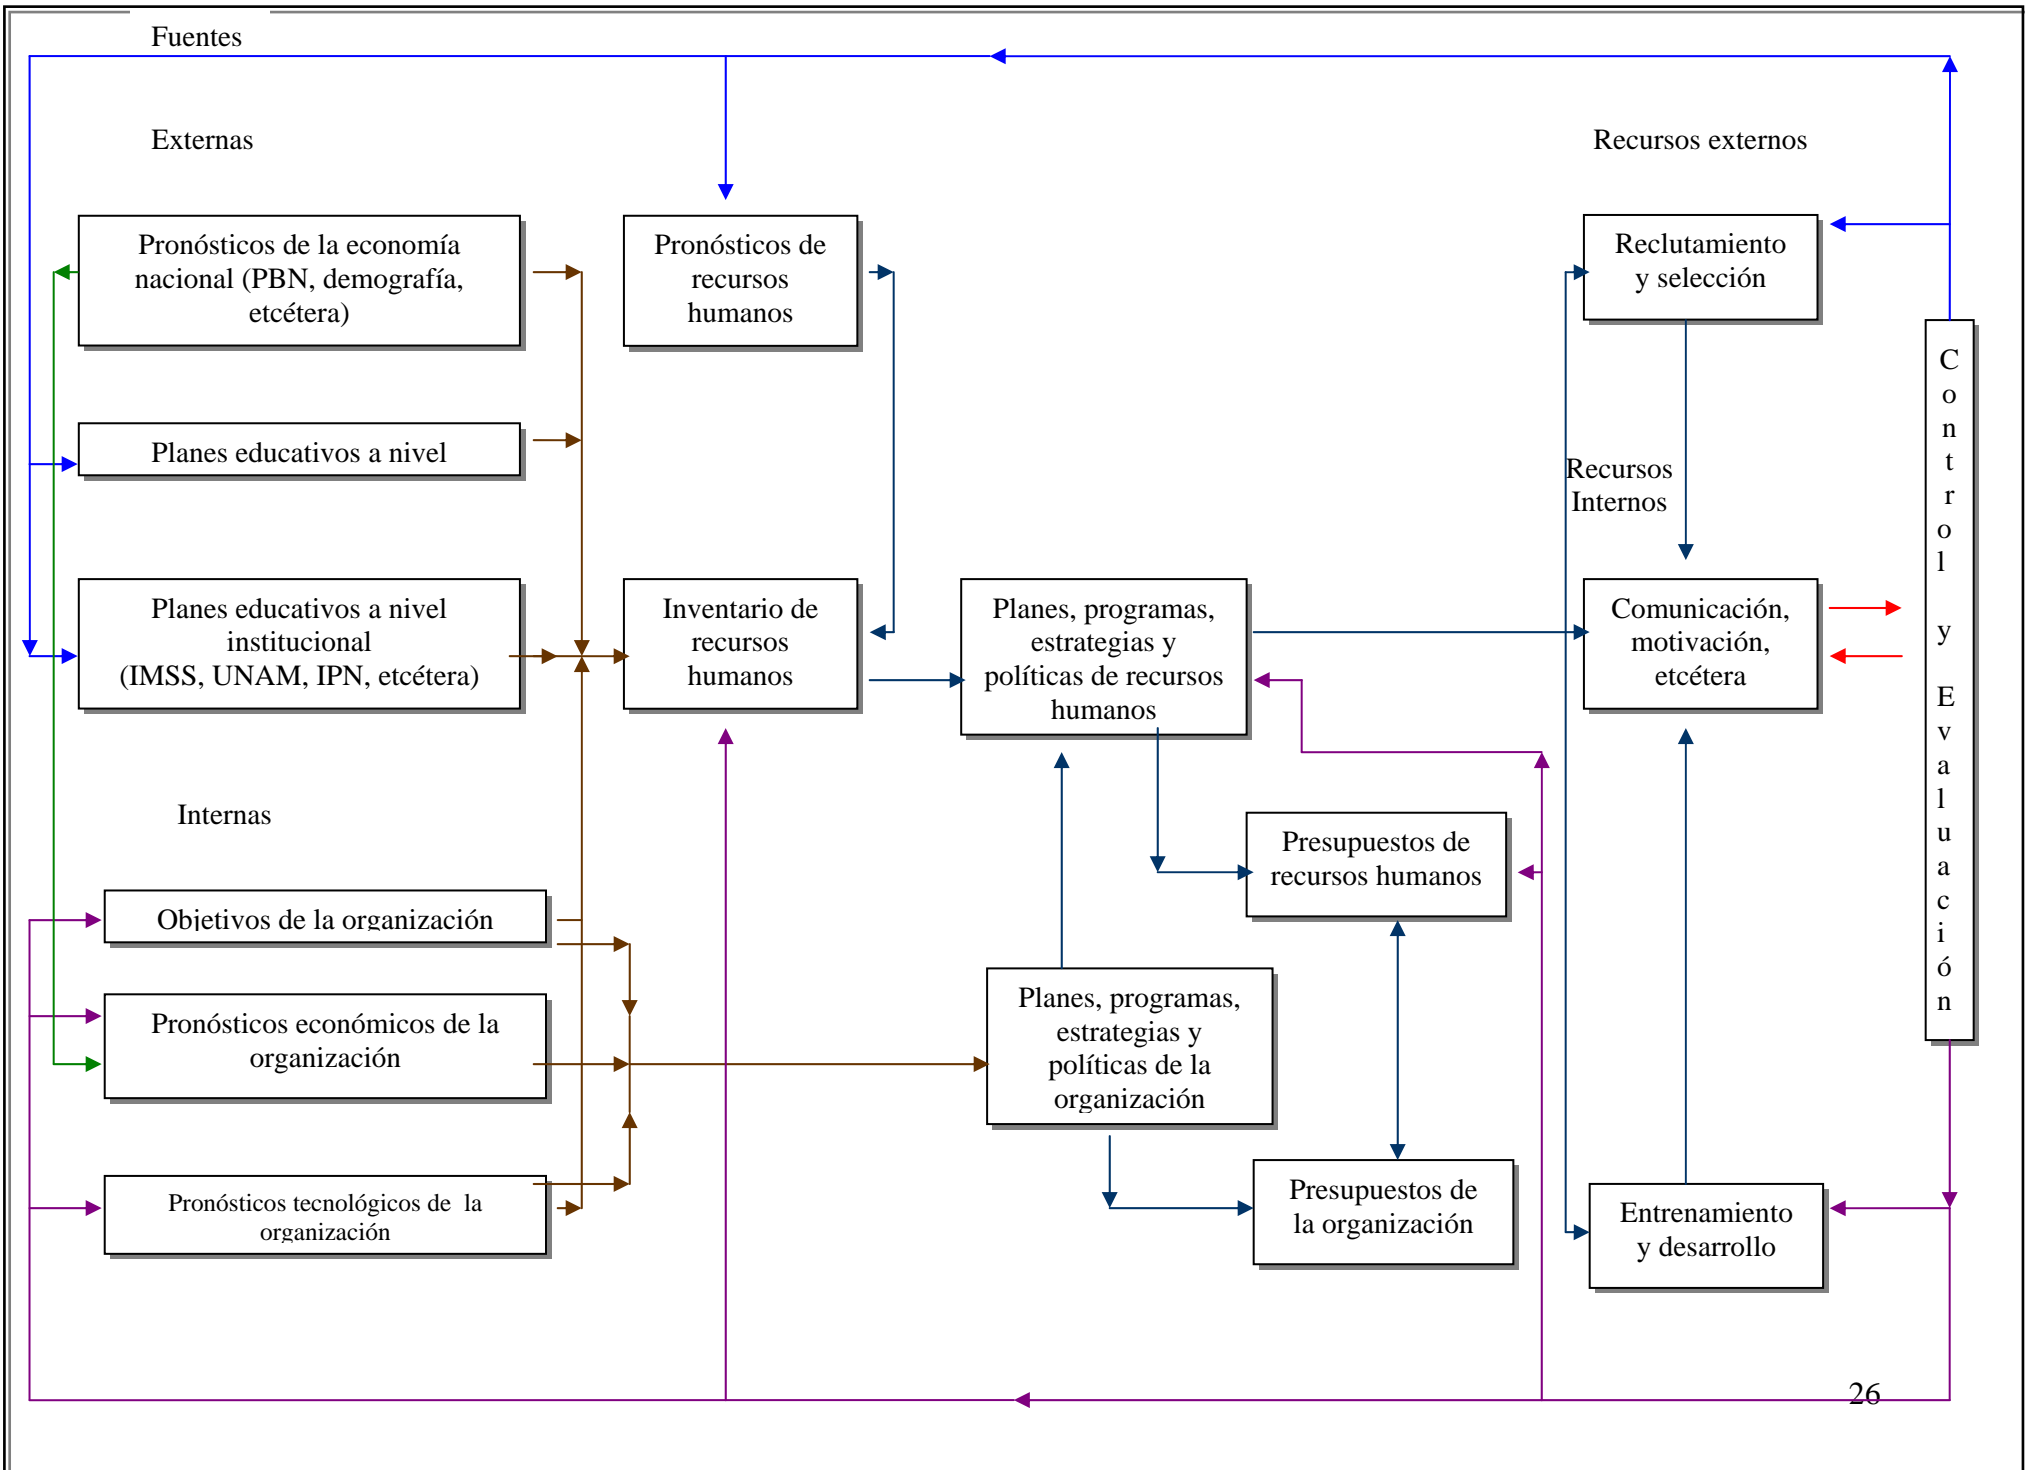 Fuentes
Externas
Recursos externos
Pronósticos de la economía
nacional (PBN, demografía,
etcétera)
Pronósticos de
recursos
humanos
Reclutamiento
y selección
Planes educativos a nivel
Recursos
Internos
Planes educativos a nivel
institucional
(IMSS, UNAM, IPN, etcétera)
Inventario de
recursos
humanos
Planes, programas,
estrategias y
políticas de recursos
humanos
Comunicación,
motivación,
etcétera
Control y Evaluación
Internas
Presupuestos de
recursos humanos
Objetivos de la organización
Pronósticos económicos de la
organización
Planes, programas,
estrategias y
políticas de la
organización
Pronósticos tecnológicos de la
organización
Presupuestos de
la organización
Entrenamiento
y desarrollo
26